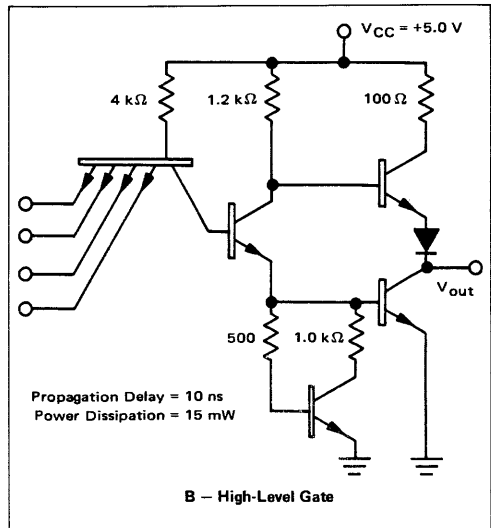 VCC = +5.0 V
4 kΩ
1.2 kΩ
100 Ω
Vout
500
1.0 kΩ
Propagation Delay = 10 ns
Power Dissipation = 15 mW
B — High-Level Gate